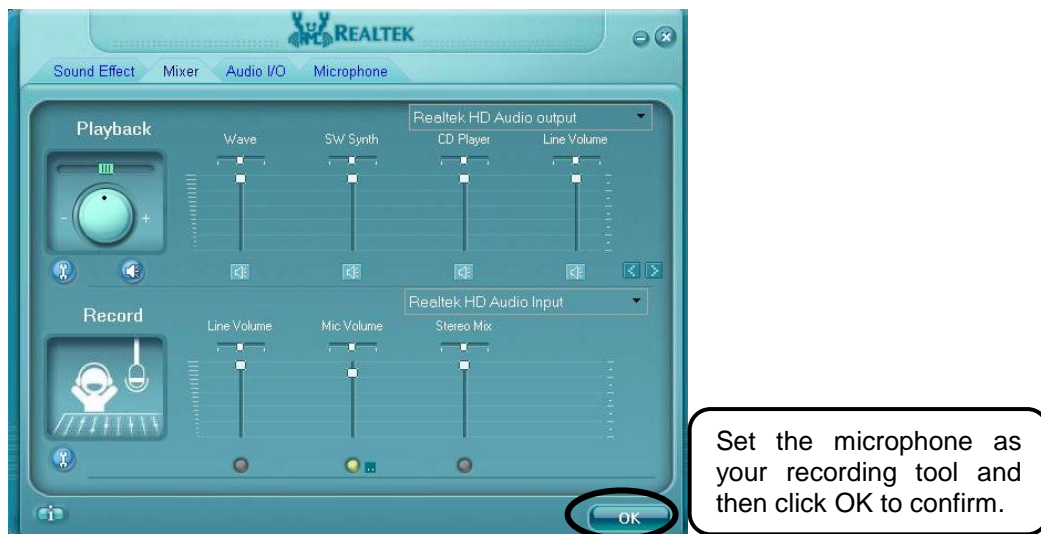 REALTEK
Sound Effect Mixer Audio I/O Microphone
Playback
Realtek HD Audio output
Wave SW Synth CD Player Line Volume
- +
Record
Realtek HD Audio Input
Line Volume Mic Volume Stereo Mix
OK
Set the microphone as
your recording tool and
then click OK to confirm.